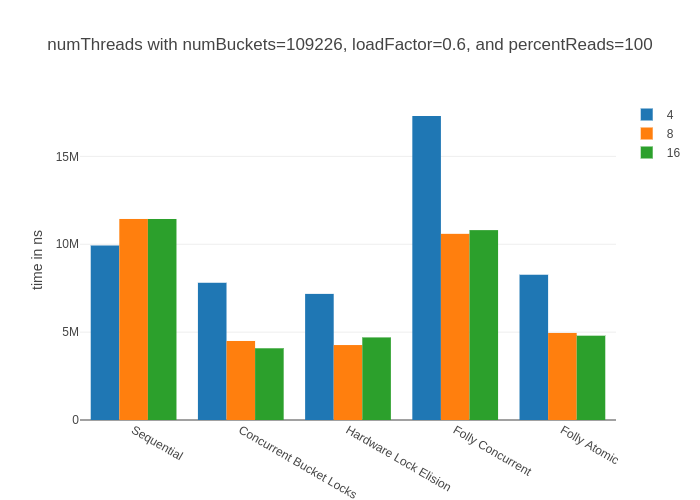 numThreads with numBuckets=109226, loadFactor=0.6, and percentReads=100
4
8
16
15M
10M
5M
0
time in ns
Sequential
Concurrent Bucket Locks
Hardware Lock Elision
Folly Concurrent
Folly Atomic